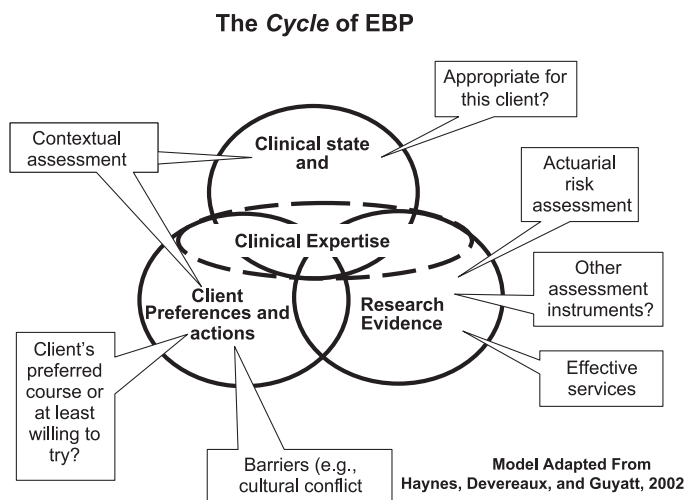 The Cycle of EBP
Appropriate for
this client?
Contextual
assessment
Clinical state
and
Actuarial
risk
assessment
Clinical Expertise
Other
assessment
instruments?
Client
Preferences and
actions
Research
Evidence
Client's
preferred
course or
at least
willing to
try?
Effective
services
Barriers (e.g.,
cultural conflict
Model Adapted From
Haynes, Devereaux, and Guyatt, 2002